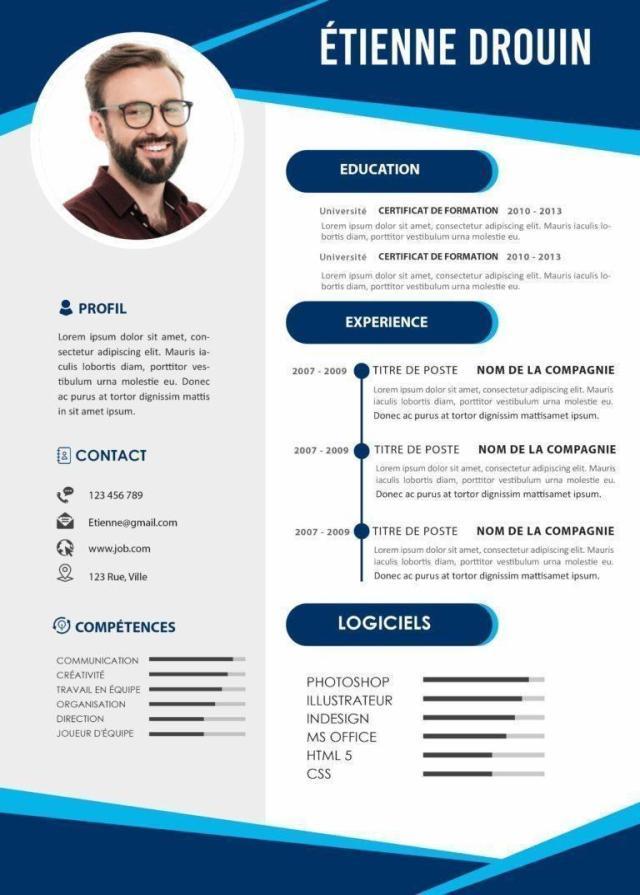 ÉTIENNE DROUIN
PROFIL
Lorem ipsum dolor sit amet, con-
sectetur adipiscing elit. Mauris ia-
culis lobortis diam, porttitor ves-
tibulum urna molestie eu. Donec
ac purus at tortor dignissim mattis
in sit amet ipsum.
CONTACT
123 456 789
Etienne@gmail.com
www.job.com
123 Rue, Ville
COMPÉTENCES
COMMUNICATION
CRÉATIVITÉ
TRAVAIL EN ÉQUIPE
ORGANISATION
DIRECTION
JOUEUR D'ÉQUIPE
EDUCATION
Université CERTIFICAT DE FORMATION 2010 - 2013
Lorem ipsum dolor sit amet, consectetur adipiscing elit. Mauris iaculis lo-
bortis diam, porttitor vestibulum urna molestie eu.
Université CERTIFICAT DE FORMATION 2010 - 2013
Lorem ipsum dolor sit amet, consectetur adipiscing elit. Mauris iaculis lo-
bortis diam, porttitor vestibulum urna molestie eu.
EXPERIENCE
2007 - 2009 TITRE DE POSTE NOM DE LA COMPAGNIE
Lorem ipsum dolor sit amet, consectetur adipiscing elit. Mauris
iaculis lobortis diam, porttitor vestibulum urna molestie eu.
Donec ac purus at tortor dignissim mattisamet ipsum.
2007 - 2009 TITRE DE POSTE NOM DE LA COMPAGNIE
Lorem ipsum dolor sit amet, consectetur adipiscing elit. Mauris
iaculis lobortis diam, porttitor vestibulum urna molestie eu.
Donec ac purus at tortor dignissim mattisamet ipsum.
2007 - 2009 TITRE DE POSTE NOM DE LA COMPAGNIE
Lorem ipsum dolor sit amet, consectetur adipiscing elit. Mauris
iaculis lobortis diam, porttitor vestibulum urna molestie eu.
Donec ac purus at tortor dignissim mattisamet ipsum.
LOGICIELS
PHOTOSHOP
ILLUSTRATEUR
INDESIGN
MS OFFICE
HTML 5
CSS